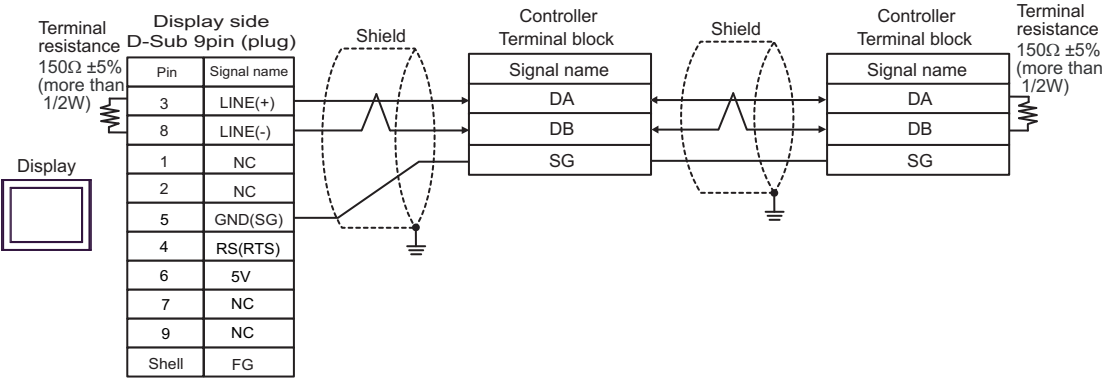 Terminal
resistance
150Ω ±5%
(more than
1/2W)
Display side
D-Sub 9pin (plug)
Pin Signal name
3 LINE(+)
8 LINE(-)
1 NC
2 NC
5 GND(SG)
4 RS(RTS)
6 5V
7 NC
9 NC
Shell FG
Display
Shield
Controller
Terminal block
Signal name
DA
DB
SG
Shield
Controller
Terminal block
Signal name
DA
DB
SG
Terminal
resistance
150Ω ±5%
(more than
1/2W)